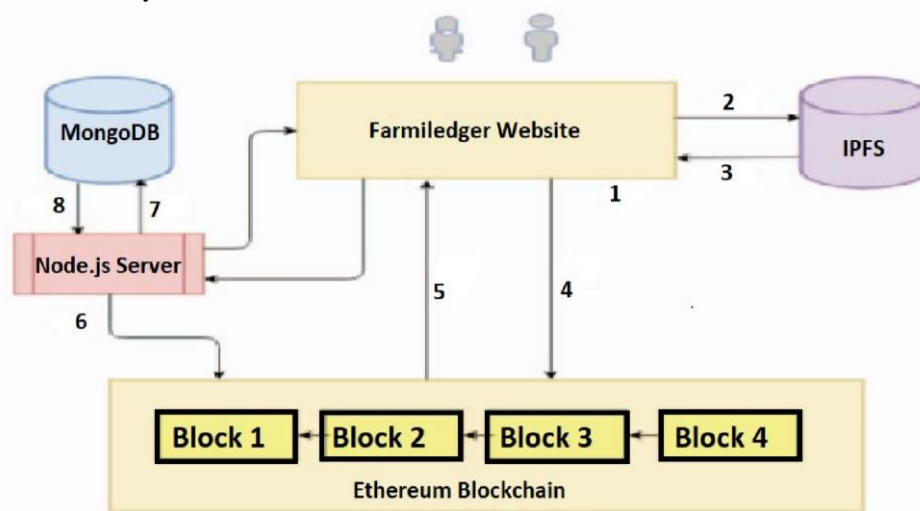 MongoDB
Farmiledger Website
2
IPFS
3
1
8
7
Node.js Server
5
4
6
Block 1
Block 2
Block 3
Block 4
Ethereum Blockchain